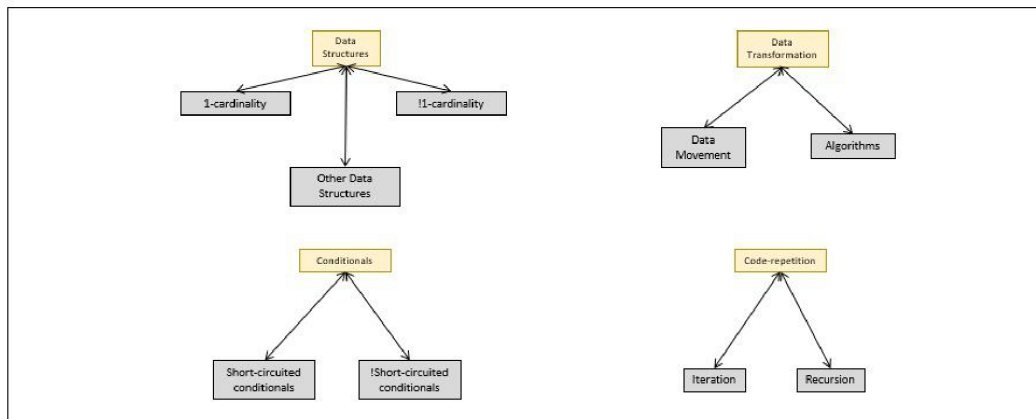 Data
Structures
1-cardinality
!1-cardinality
Other Data
Structures
Data
Transformation
Data
Movement
Algorithms
Conditionals
Short-circuited
conditionals
!Short-circuited
conditionals
Code-repetition
Iteration
Recursion